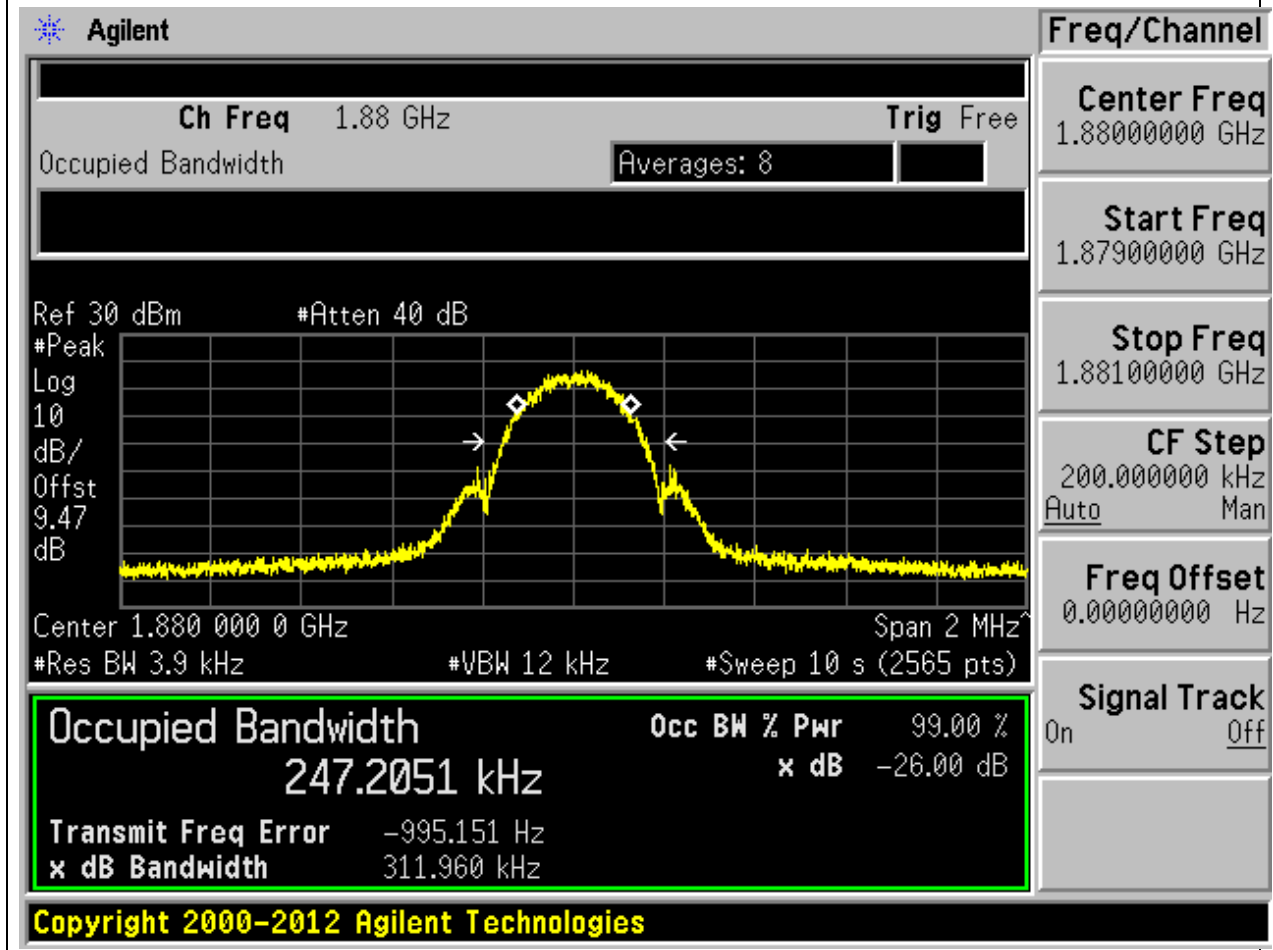 Agilent
Freq/Channel
Ch Freq 1.88 GHz Trig Free
Occupied Bandwidth Averages: 8
Center Freq
1.88000000 GHz
Start Freq
1.87900000 GHz
Stop Freq
1.88100000 GHz
CF Step
200.000000 kHz
Auto Man
Freq Offset
0.00000000 Hz
Signal Track
On Off
Ref 30 dBm #Atten 40 dB
#Peak
Log
10
dB/
Offst
9.47
dB
Center 1.880 000 0 GHz Span 2 MHz^
#Res BW 3.9 kHz #VBW 12 kHz #Sweep 10 s (2565 pts)
Occupied Bandwidth Occ BW % Pwr 99.00 %
247.2051 kHz x dB -26.00 dB
Transmit Freq Error -995.151 Hz
x dB Bandwidth 311.960 kHz
Copyright 2000-2012 Agilent Technologies